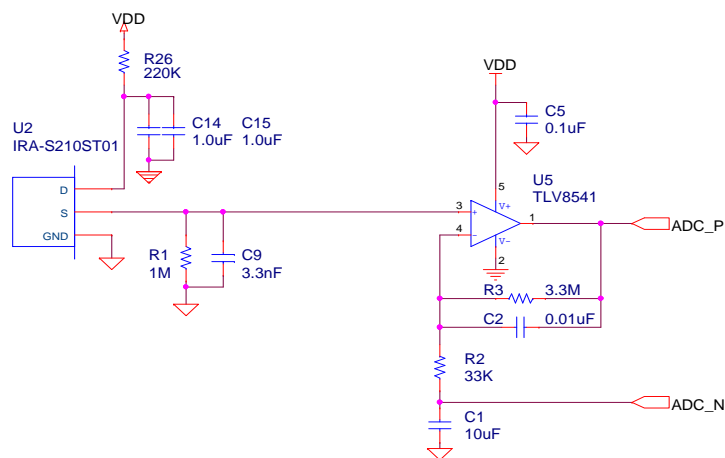 VDD
R26
220K
C14
1.0uF
C15
1.0uF
U2
IRA-S210ST01
D
S
GND
R1
1M
C9
3.3nF
VDD
C5
0.1uF
U5
TLV8541
5
V+
3
+
4
-
1
V-
2
ADC_P
R3
3.3M
C2
0.01uF
R2
33K
ADC_N
C1
10uF